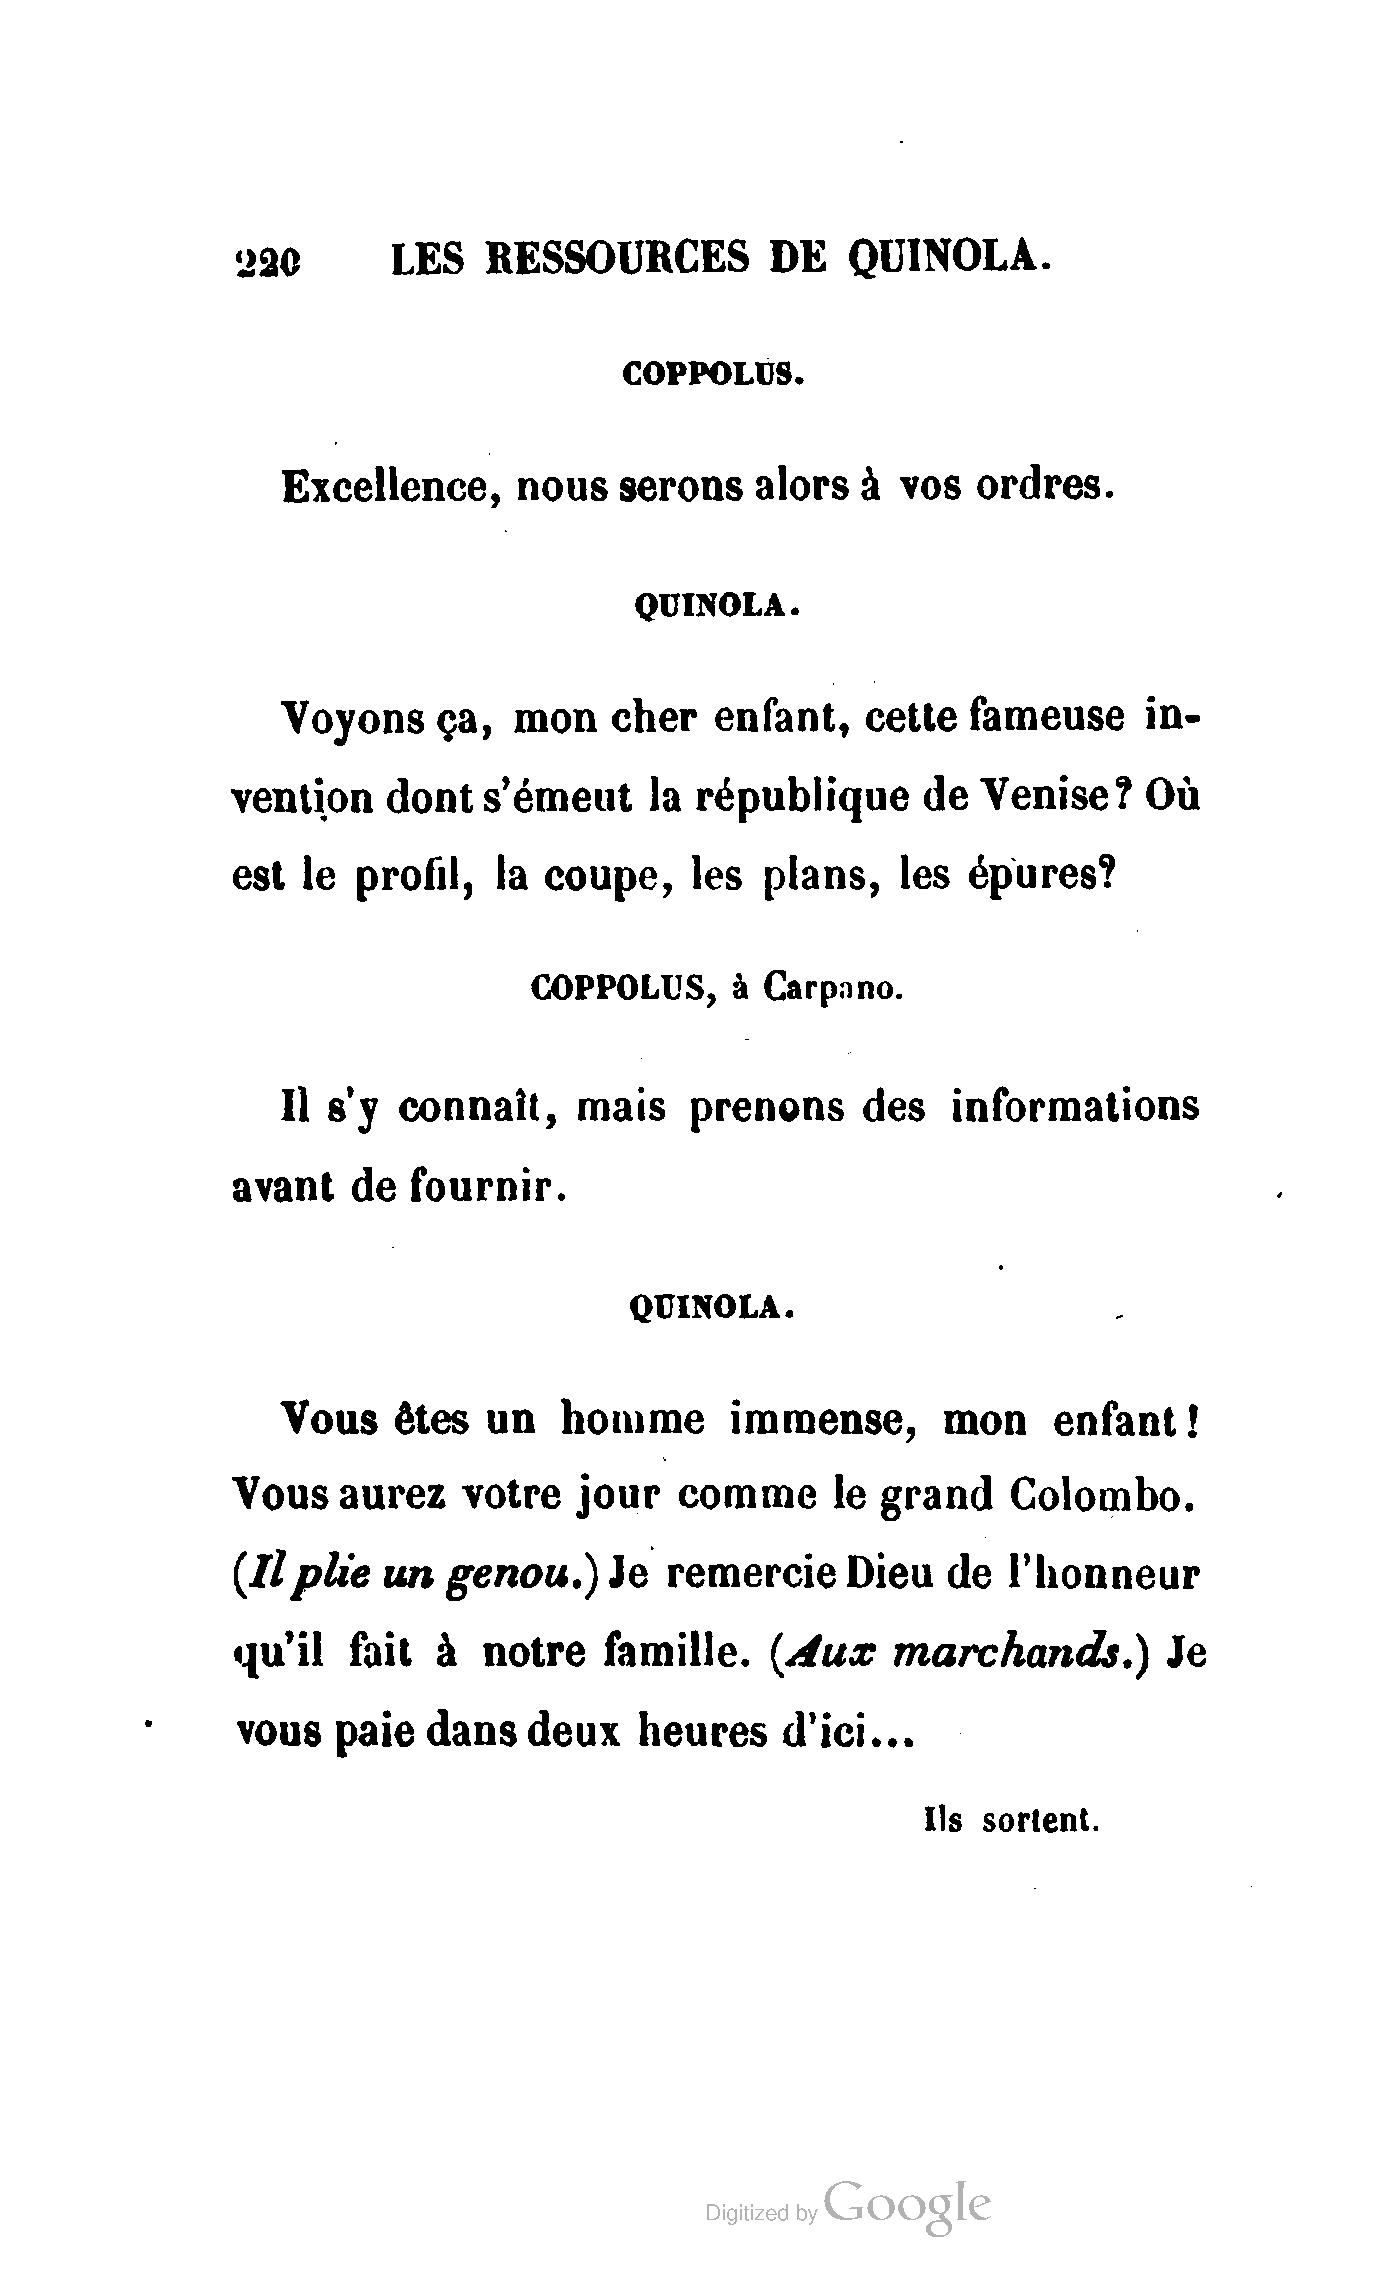 220 LES RESSOURCES DE QUINOLA.
COPPOLUS.
Excellence, nous serons alors à vos ordres.
QUINOLA.
Voyons ça, mon cher enfant, cette fameuse in-
vention dont s'émeut la république de Venise? Où
est le profil, la coupe, les plans, les épures?
COPPOLUS, à Carpano.
Il s'y connaît, mais prenons des informations
avant de fournir.
QUINOLA.
Vous êtes un homme immense, mon enfant!
Vous aurez votre jour comme le grand Colombo.
(Il plie un genou.) Je remercie Dieu de l'honneur
qu'il fait à notre famille. (Aux marchands.) Je
vous paie dans deux heures d'ici...
Ils sortent.
Digitized by Google